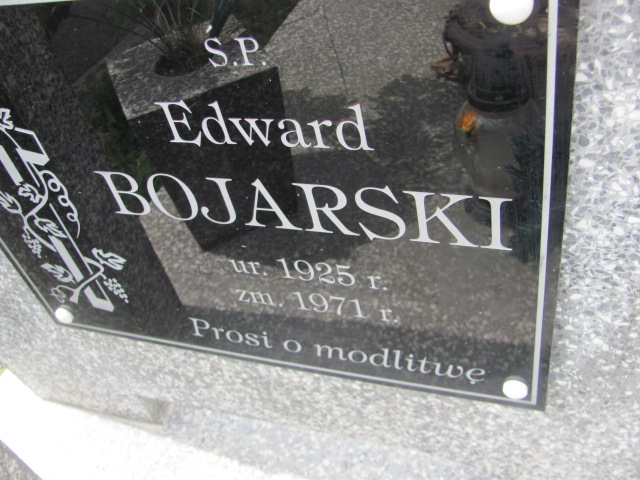 Ś.P.
Edward
BOJARSKI
ur. 1925 r.
zm. 1971 r.
Prosi o modlitwę